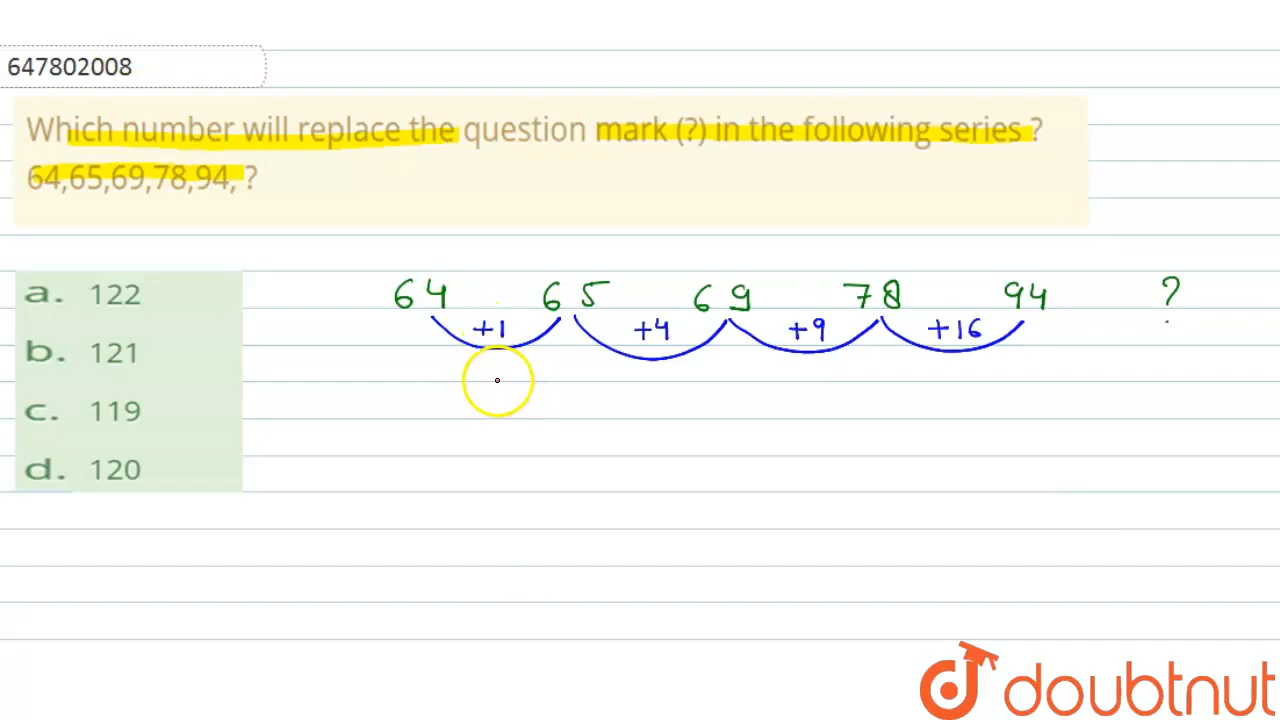 647802008
Which number will replace the question mark (?) in the following series ?
64,65,69,78,94, ?
a. 122
b. 121
c. 119
d. 120
64 65 69 78 94 ?
+1 +4 +9 +16
doubtnut